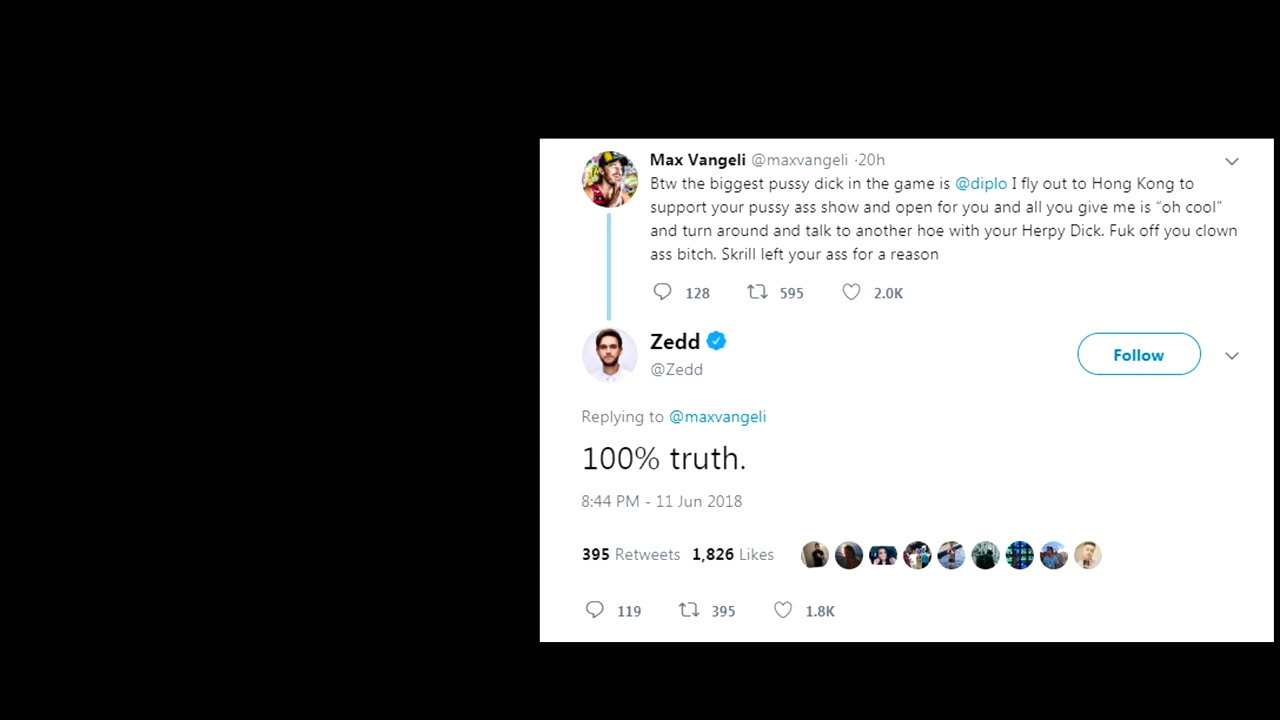 Max Vangeli @maxvangeli ·20h
Btw the biggest pussy dick in the game is @diplo I fly out to Hong Kong to
support your pussy ass show and open for you and all you give me is “oh cool”
and turn around and talk to another hoe with your Herpy Dick. Fuk off you clown
ass bitch. Skrill left your ass for a reason
128 595 2.0K
Zedd
@Zedd
Follow
Replying to @maxvangeli
100% truth.
8:44 PM - 11 Jun 2018
395 Retweets 1,826 Likes
119 395 1.8K